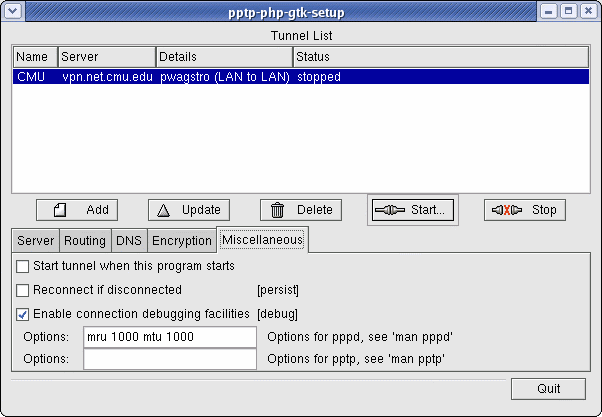 pptp-php-gtk-setup
Tunnel List
Name Server Details Status
CMU vpn.net.cmu.edu pwagstro (LAN to LAN) stopped
Add Update Delete Start... Stop
Server Routing DNS Encryption Miscellaneous
Start tunnel when this program starts
Reconnect if disconnected [persist]
Enable connection debugging facilities [debug]
Options: mru 1000 mtu 1000 Options for pppd, see 'man pppd'
Options: Options for pptp, see 'man pptp'
Quit